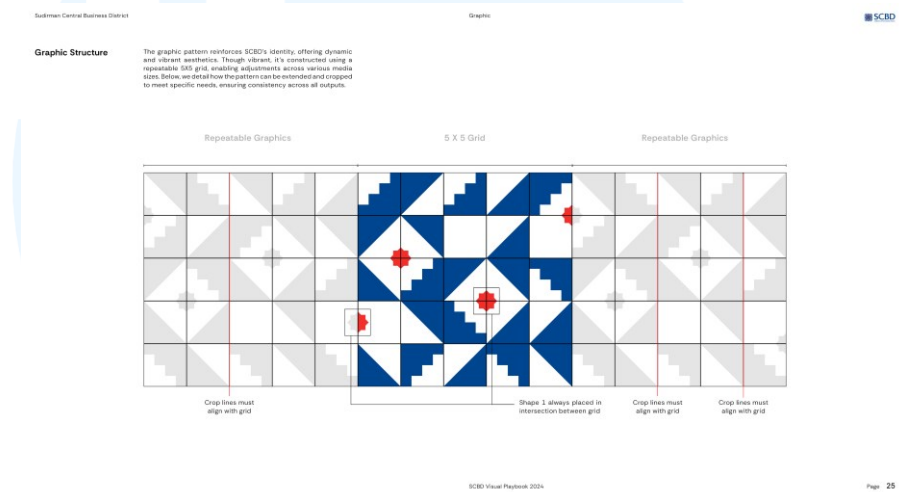 Sudirman Central Business District
Graphic
SCBD
Graphic Structure
The graphic pattern reinforces SCBD's identity, offering dynamic
and vibrant aesthetics. Though vibrant, it's constructed using a
repeatable 5X5 grid, enabling adjustments across various media
sizes. Below, we detail how the pattern can be extended and cropped
to meet specific needs, ensuring consistency across all outputs.
Repeatable Graphics
5 X 5 Grid
Repeatable Graphics
Crop lines must
align with grid
Shape 1 always placed in
intersection between grid
Crop lines must
align with grid
Crop lines must
align with grid
SCBD Visual Playbook 2024
Page 25